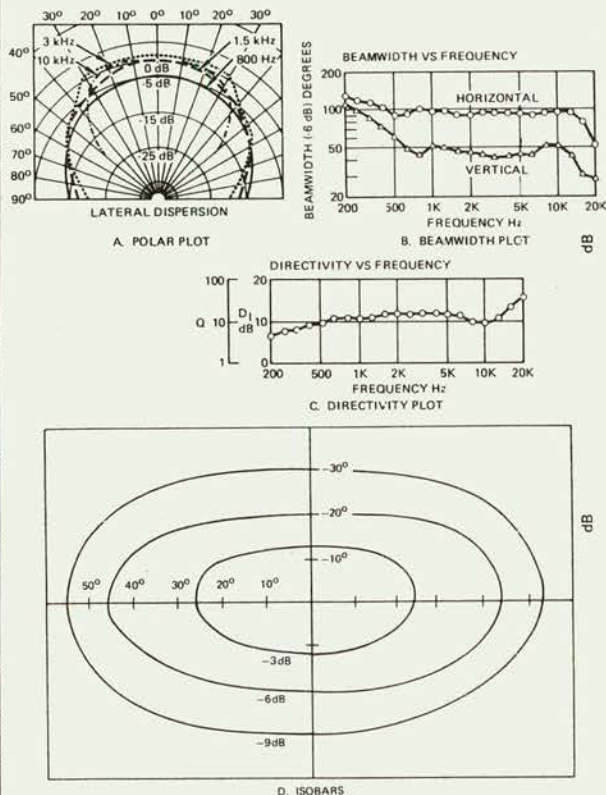 30° 20° 10° 0° 10° 20° 30°
40°
3 kHz
1.5 kHz
10 kHz
800 Hz
50°
60°
70°
80°
90°
0 dB
-5 dB
-15 dB
-25 dB
LATERAL DISPERSION
A. POLAR PLOT
BEAMWIDTH VS FREQUENCY
BEAMWIDTH (-6 dB) DEGREES
200
100
50
20
HORIZONTAL
VERTICAL
200 500 1K 2K 5K 10K 20K
FREQUENCY Hz
B. BEAMWIDTH PLOT
dB
DIRECTIVITY VS FREQUENCY
100 20
Q 10 DI dB 10
1 0
200 500 1K 2K 5K 10K 20K
FREQUENCY Hz
C. DIRECTIVITY PLOT
-30°
-20°
dB
-10°
50° 40° 30° 20° 10°
-3dB
-6dB
-9dB
D. ISOBARS